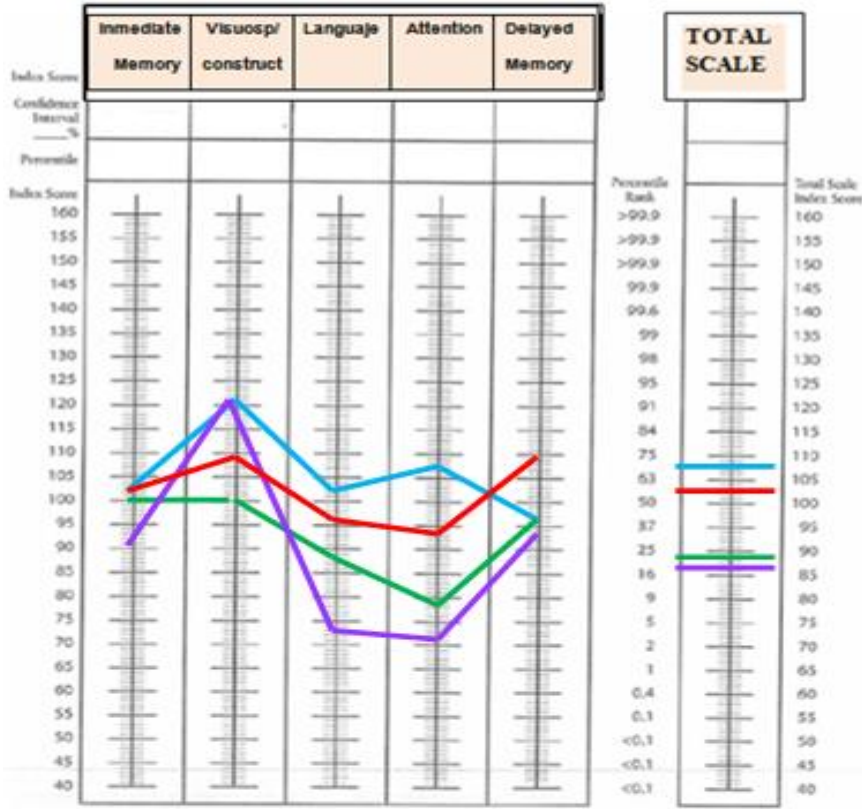 Inmediate Visuosp/ Languaje Attention Delayed
Memory construct Memory
TOTAL
SCALE
Index Score
Confidence
Interval
____%
Percentile
Index Score
Percentile
Rank
Total Scale
Index Score
160 >99.9 160
155 >99.9 155
150 >99.9 150
145 99.9 145
140 99.6 140
135 99 135
130 98 130
125 95 125
120 91 120
115 84 115
110 75 110
105 63 105
100 50 100
95 37 95
90 25 90
85 16 85
80 9 80
75 5 75
70 2 70
65 1 65
60 0.4 60
55 0.1 55
50 <0.1 50
45 <0.1 45
40 <0.1 40